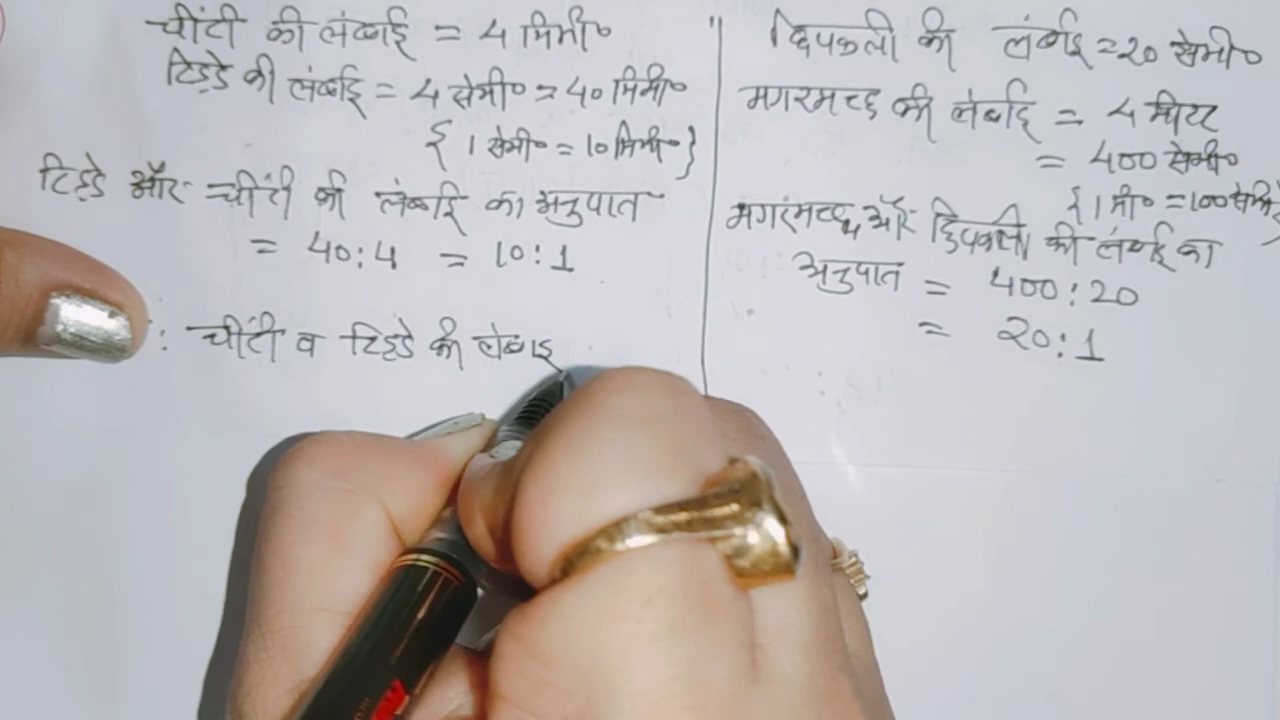 चींटी की लंबाई = 4 मिमी०
टिड्डे की लंबाई = 4 सेमी० = 40 मिमी०
{ 1 सेमी० = 10 मिमी० }
टिड्डे और चींटी की लंबाई का अनुपात
= 40:4 = 10:1
चींटी व टिड्डे की लंबाई
छिपकली की लंबाई = 20 सेमी०
मगरमच्छ की लंबाई = 4 मीटर
= 400 सेमी०
{ 1 मी० = 100 सेमी० }
मगरमच्छ और छिपकली की लंबाई का
अनुपात = 400:20
= 20:1